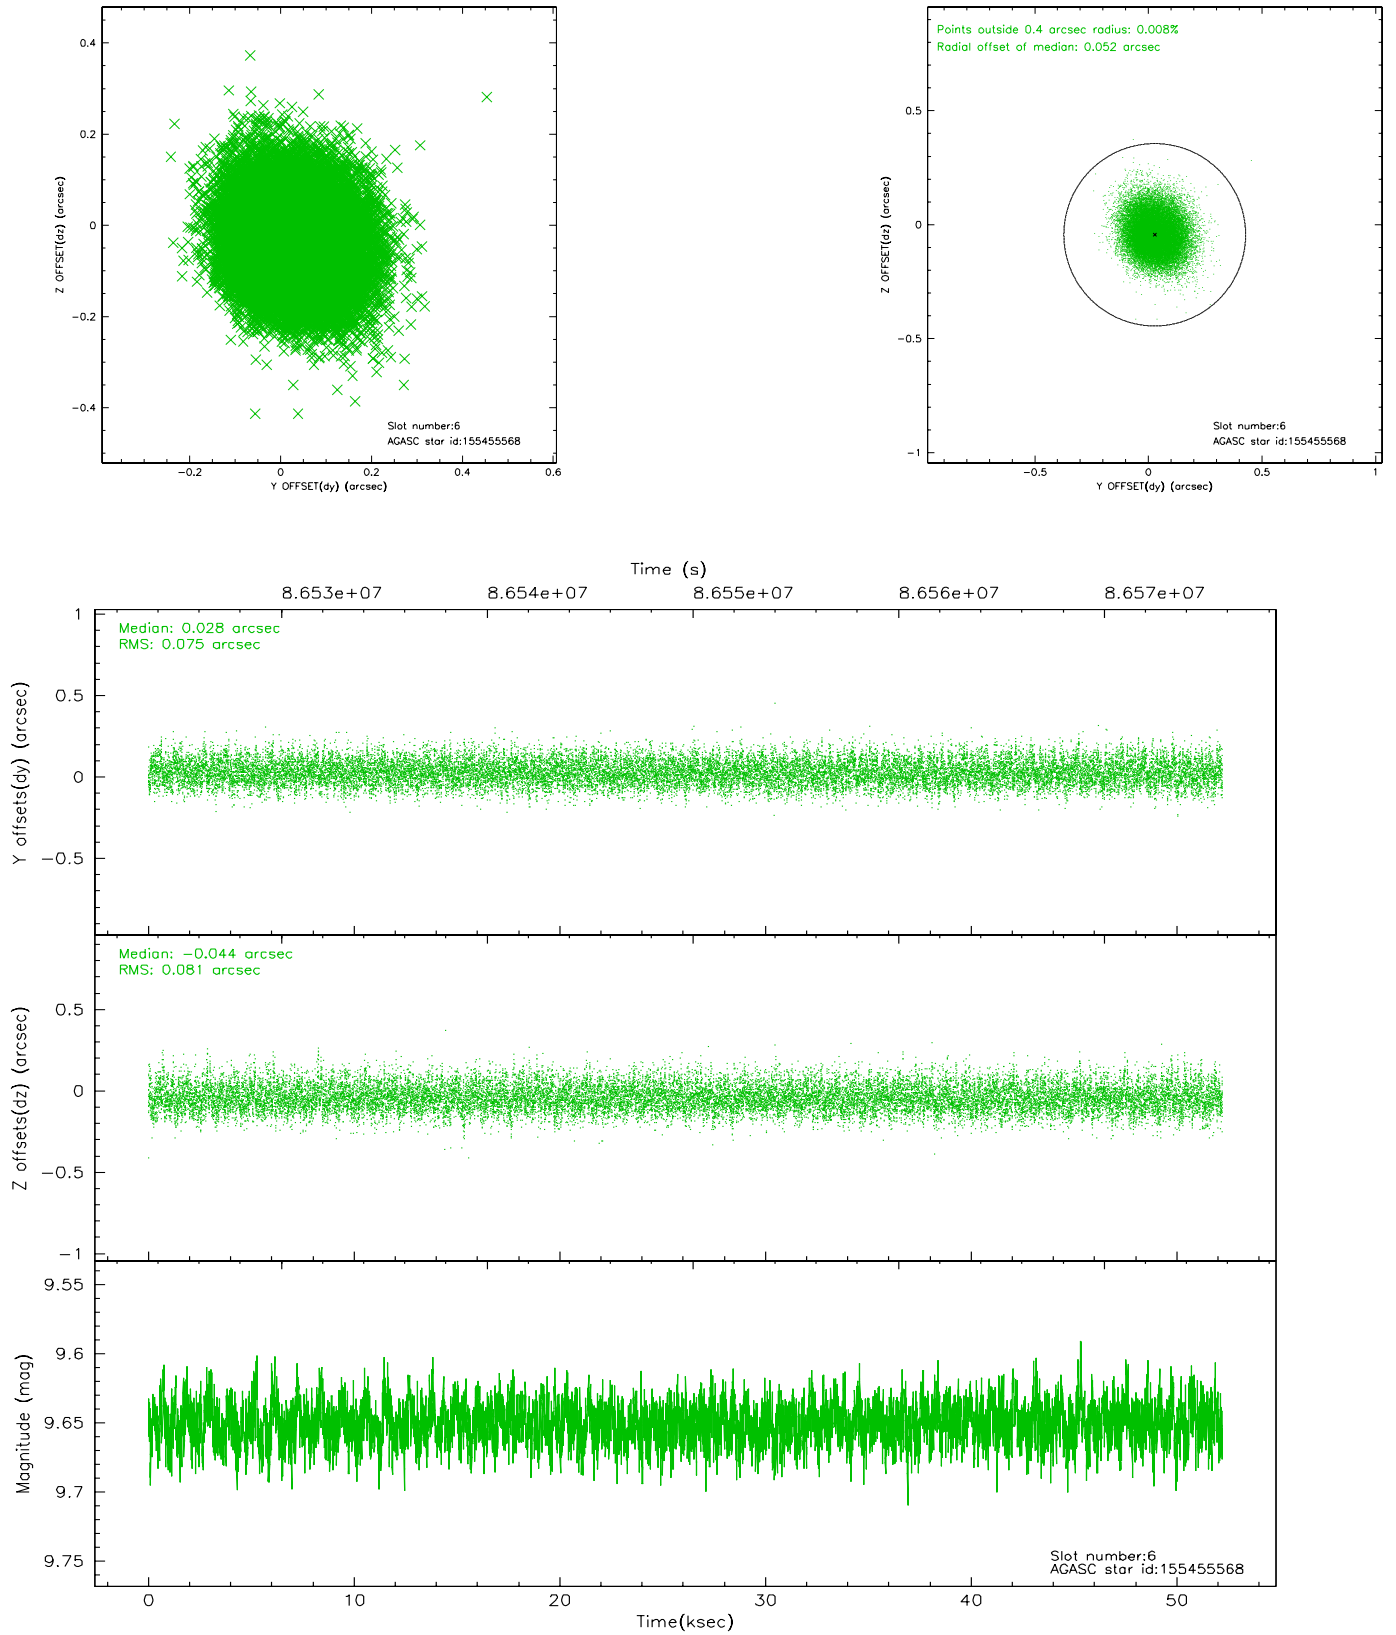 0.4
0.2
0
−0.2
−0.4
Z OFFSET(dz) (arcsec)
Slot number:6
AGASC star id:155455568
−0.2 0 0.2 0.4 0.6
Y OFFSET(dy) (arcsec)
Points outside 0.4 arcsec radius: 0.008%
Radial offset of median: 0.052 arcsec
0.5
0
−0.5
−1
Z OFFSET(dz) (arcsec)
Slot number:6
AGASC star id:155455568
−0.5 0 0.5 1
Y OFFSET(dy) (arcsec)
Time (s)
8.653e+07 8.654e+07 8.655e+07 8.656e+07 8.657e+07
Median: 0.028 arcsec
RMS: 0.075 arcsec
1
0.5
0
−0.5
Y offsets(dy) (arcsec)
Median: −0.044 arcsec
RMS: 0.081 arcsec
0.5
0
−0.5
−1
Z offsets(dz) (arcsec)
9.55
9.6
9.65
9.7
9.75
Magnitude (mag)
Slot number:6
AGASC star id:155455568
0 10 20 30 40 50
Time(ksec)